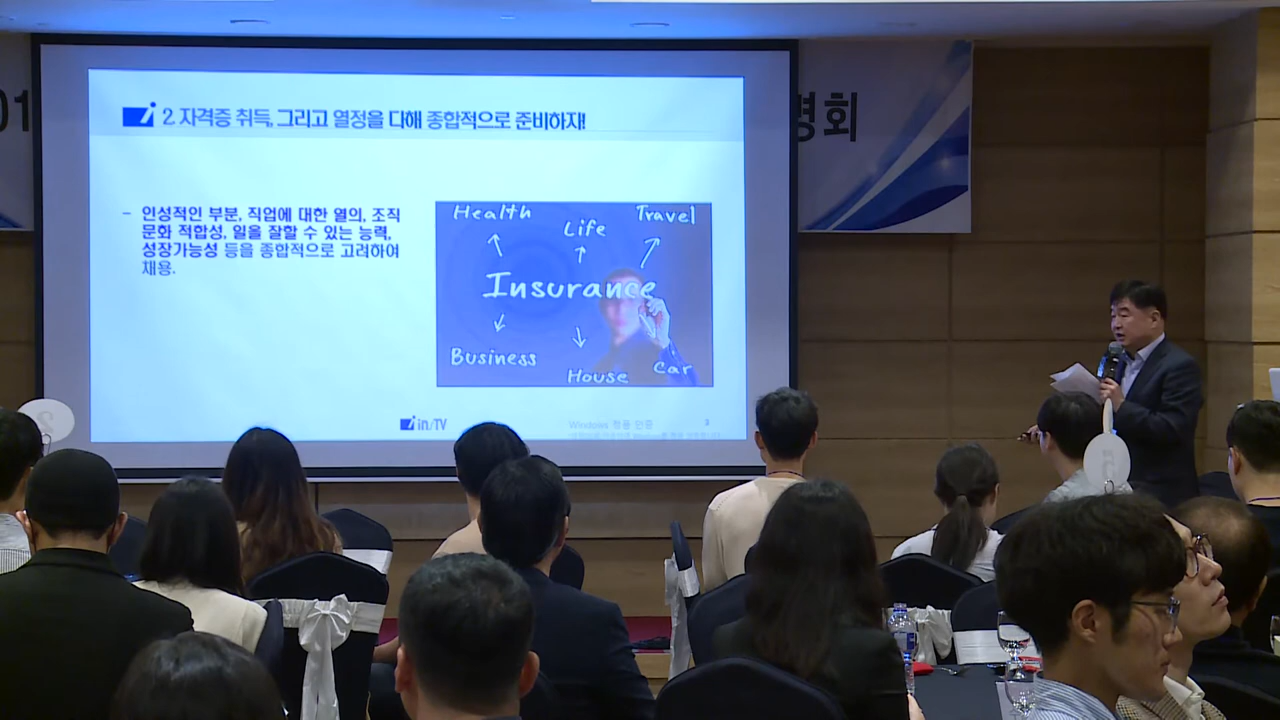 01
명회
2. 자격증 취득, 그리고 열정을 다해 종합적으로 준비하자!
- 인성적인 부분, 직업에 대한 열의, 조직
문화 적합성, 일을 잘할 수 있는 능력,
성장가능성 등을 종합적으로 고려하여
채용.
Health
Life
Travel
Insurance
Business
House
Car
in/TV
Windows 정품 인증
3
2
5